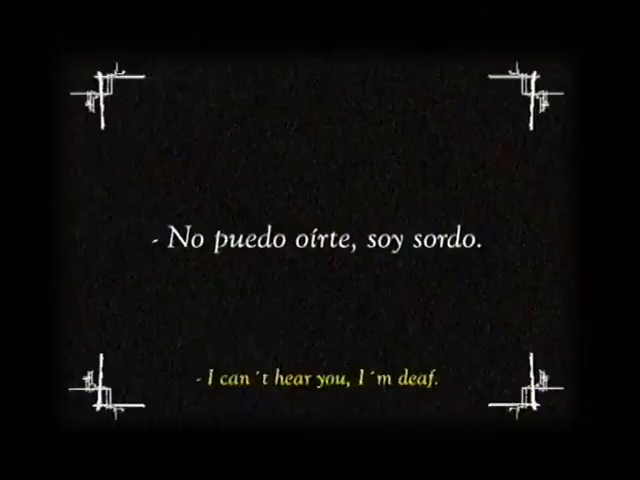 - No puedo oírte, soy sordo.
- I can ´t hear you, I ´m deaf.